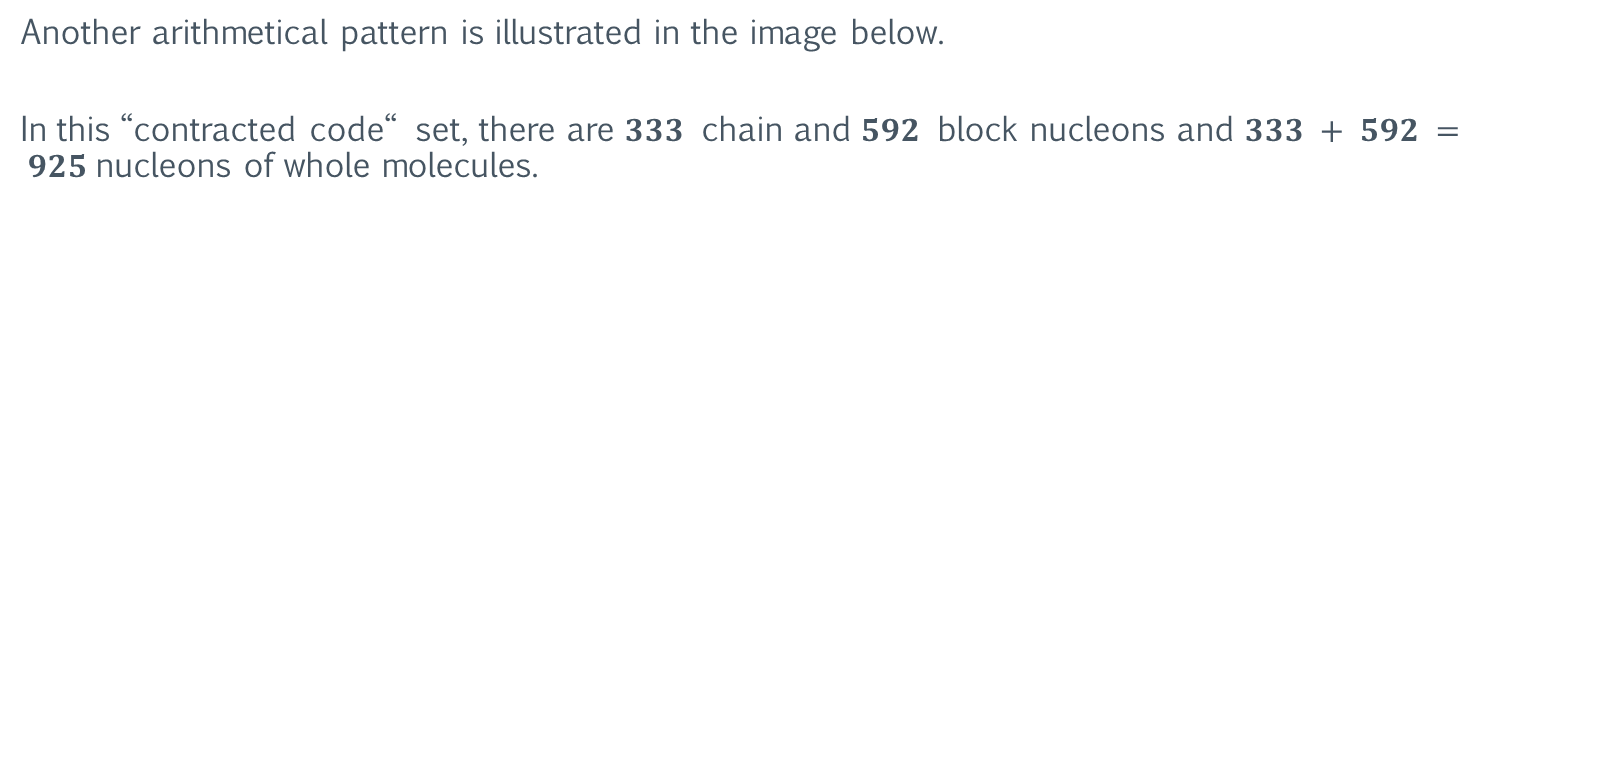 Another arithmetical pattern is illustrated in the image below.
In this “contracted code“ set, there are 333 chain and 592 block nucleons and 333 + 592 =
925 nucleons of whole molecules.